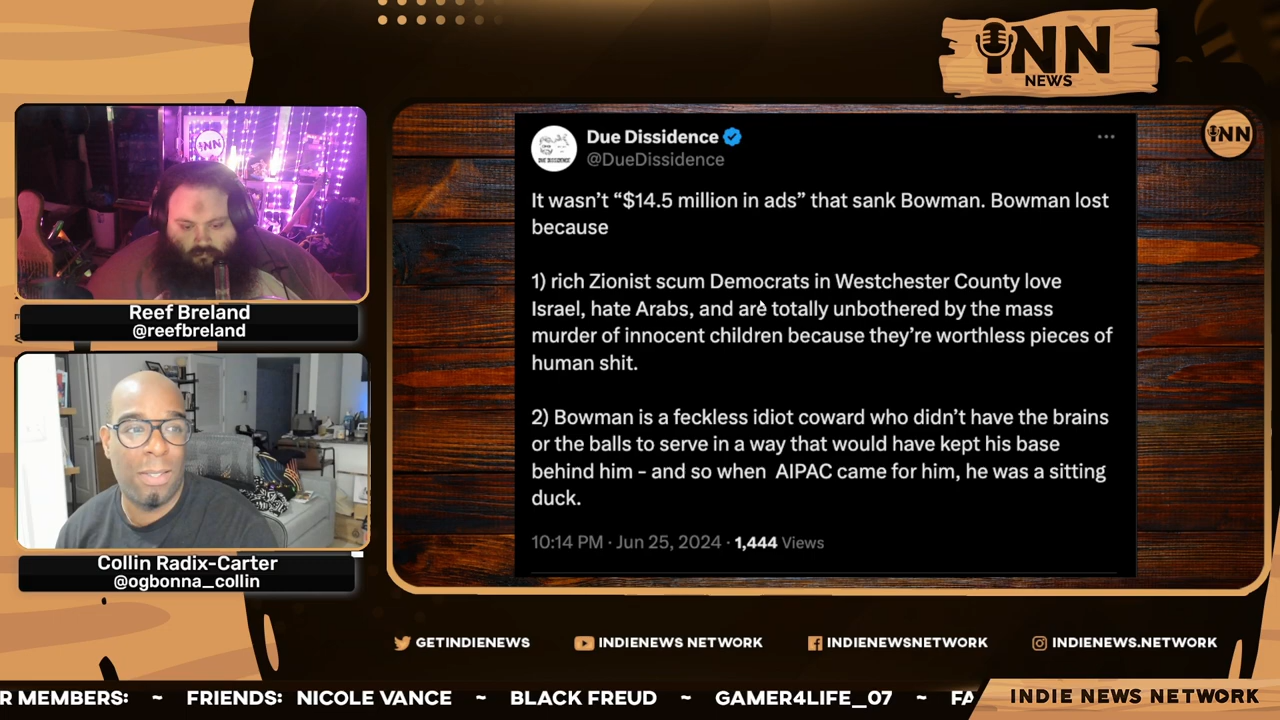 INN
NEWS
INN
INN
Due Dissidence
@DueDissidence
It wasn’t “$14.5 million in ads” that sank Bowman. Bowman lost
because
1) rich Zionist scum Democrats in Westchester County love
Israel, hate Arabs, and are totally unbothered by the mass
murder of innocent children because they’re worthless pieces of
human shit.
2) Bowman is a feckless idiot coward who didn’t have the brains
or the balls to serve in a way that would have kept his base
behind him – and so when AIPAC came for him, he was a sitting
duck.
10:14 PM · Jun 25, 2024 · 1,444 Views
Reef Breland
@reefbreland
Collin Radix-Carter
@ogbonna_collin
GETINDIENEWS
INDIENEWS NETWORK
INDIENEWSNETWORK
INDIENEWS.NETWORK
R MEMBERS: ~ FRIENDS: NICOLE VANCE ~ BLACK FREUD ~ GAMER4LIFE_07 ~ FA
INDIE NEWS NETWORK